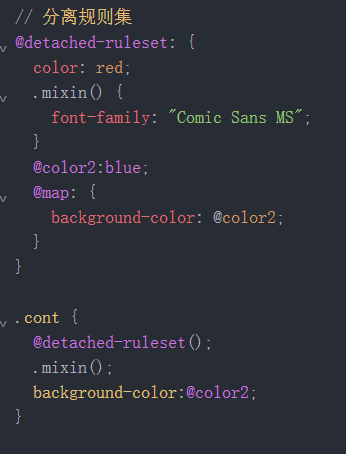 // 分离规则集
@detached-ruleset: {
  color: red;
  .mixin() {
    font-family: "Comic Sans MS";
  }
  @color2:blue;
  @map: {
    background-color: @color2;
  }
}

.cont {
  @detached-ruleset();
  .mixin();
  background-color:@color2;
}